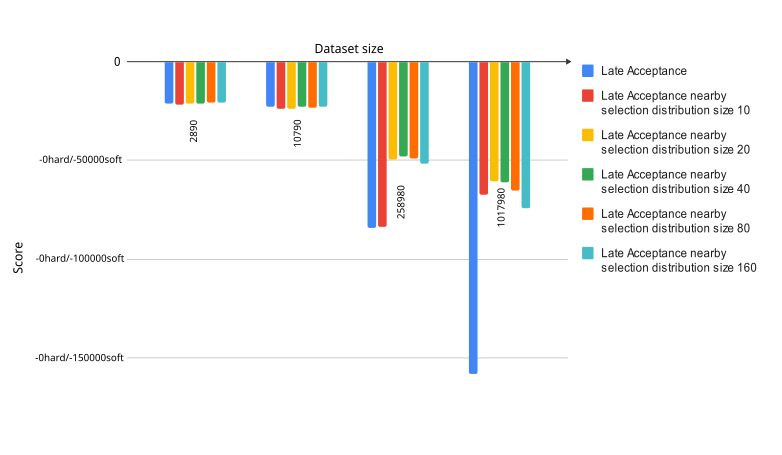 Dataset size
0
-0hard/-50000soft
-0hard/-100000soft
-0hard/-150000soft
Score
2890
10790
258980
1017980
Late Acceptance
Late Acceptance nearby
selection distribution size 10
Late Acceptance nearby
selection distribution size 20
Late Acceptance nearby
selection distribution size 40
Late Acceptance nearby
selection distribution size 80
Late Acceptance nearby
selection distribution size 160